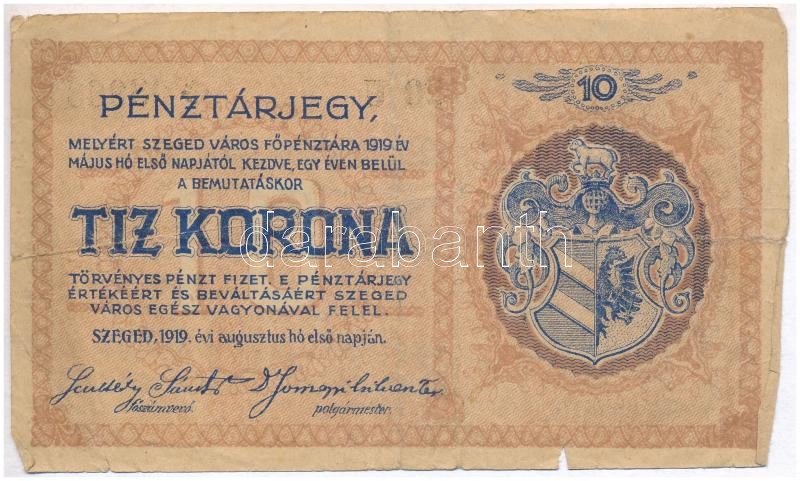 PÉNZTÁRJEGY,
MELYÉRT SZEGED VÁROS FŐPÉNZTÁRA 1919 ÉV
MÁJUS HÓ ELSŐ NAPJÁTÓL KEZDVE, EGY ÉVEN BELÜL
A BEMUTATÁSKOR
TIZ KORONA
TÖRVÉNYES PÉNZT FIZET. E PÉNZTÁRJEGY
ÉRTÉKÉÉRT ÉS BEVÁLTÁSÁÉRT SZEGED
VÁROS EGÉSZ VAGYONÁVAL FELEL.
SZEGED, 1919. évi augusztus hó első napján.
főszámvevő.
polgármester.
10
darabanth